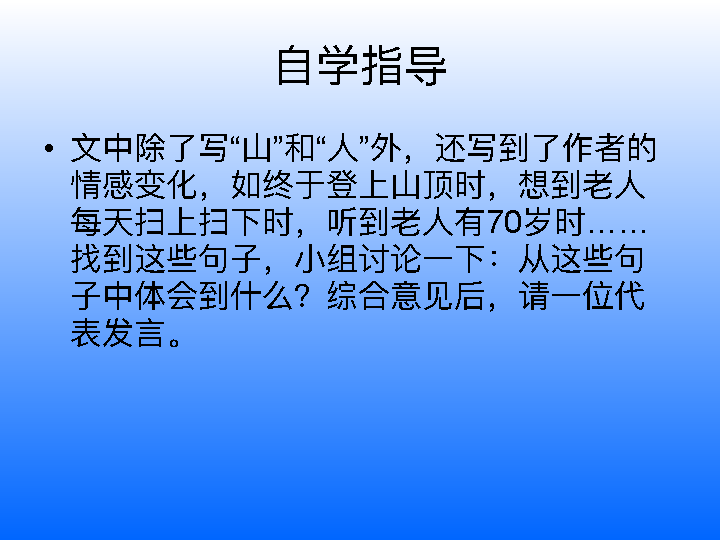 自学指导
• 文中除了写“山”和“人”外，还写到了作者的
情感变化，如终于登上山顶时，想到老人
每天扫上扫下时，听到老人有70岁时……
找到这些句子，小组讨论一下：从这些句
子中体会到什么？综合意见后，请一位代
表发言。